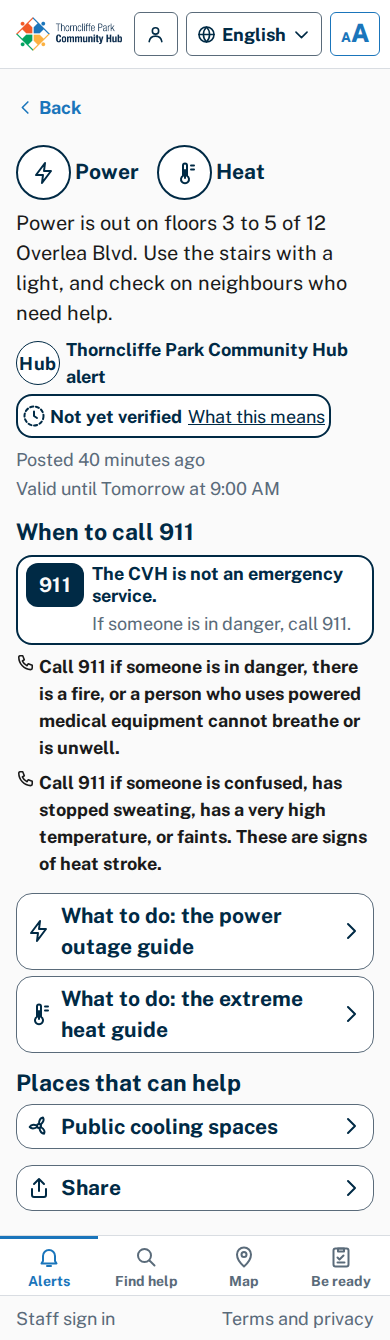 Thorncliffe Park
Community Hub
English
AA
Back
Power
Heat
Power is out on floors 3 to 5 of 12
Overlea Blvd. Use the stairs with a
light, and check on neighbours who
need help.
Hub
Thorncliffe Park Community Hub
alert
Not yet verified What this means
Posted 40 minutes ago
Valid until Tomorrow at 9:00 AM
When to call 911
911
The CVH is not an emergency
service.
If someone is in danger, call 911.
Call 911 if someone is in danger, there
is a fire, or a person who uses powered
medical equipment cannot breathe or
is unwell.
Call 911 if someone is confused, has
stopped sweating, has a very high
temperature, or faints. These are signs
of heat stroke.
What to do: the power
outage guide
What to do: the extreme
heat guide
Places that can help
Public cooling spaces
Share
Alerts
Find help
Map
Be ready
Staff sign in
Terms and privacy